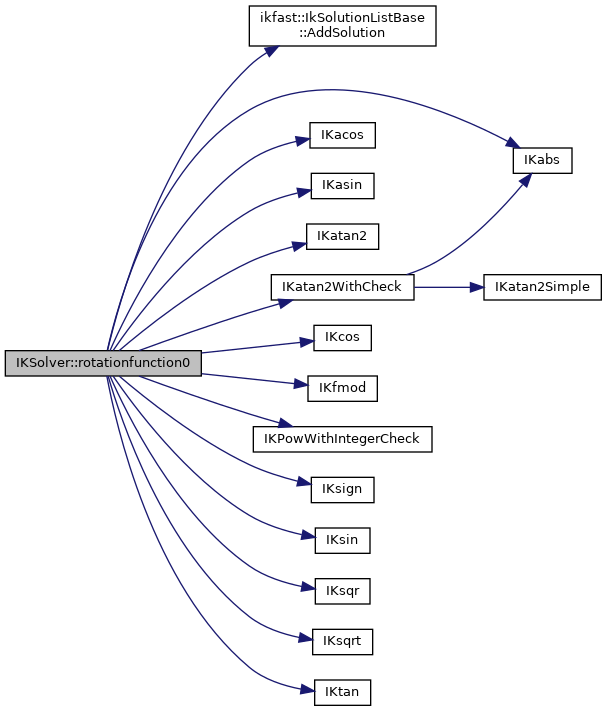 ikfast::IkSolutionListBase
::AddSolution
IKacos
IKabs
IKasin
IKatan2
IKatan2WithCheck
IKatan2Simple
IKcos
IKSolver::rotationfunction0
IKfmod
IKPowWithIntegerCheck
IKsign
IKsin
IKsqr
IKsqrt
IKtan